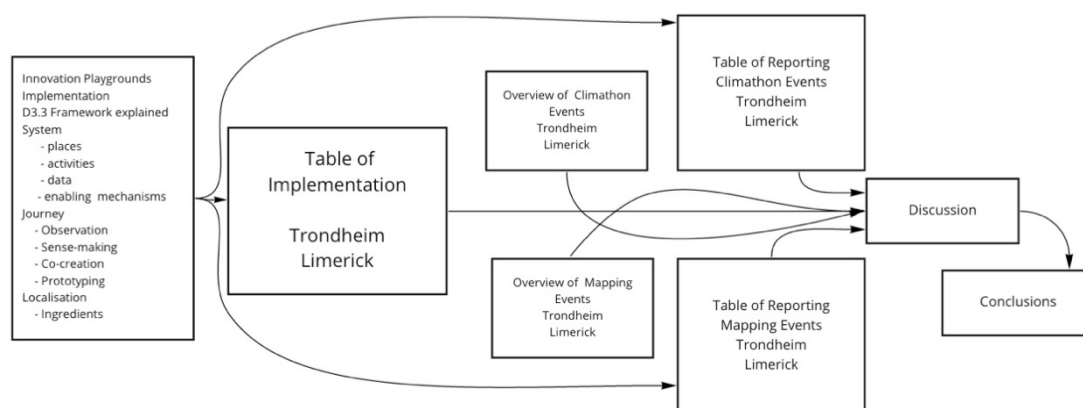 Innovation Playgrounds
Implementation
D3.3 Framework explained
System
- places
- activities
- data
- enabling mechanisms
Journey
- Observation
- Sense-making
- Co-creation
- Prototyping
Localisation
- Ingredients
Table of
Implementation
Trondheim
Limerick
Overview of Climathon
Events
Trondheim
Limerick
Overview of Mapping
Events
Trondheim
Limerick
Table of Reporting
Climathon Events
Trondheim
Limerick
Table of Reporting
Mapping Events
Trondheim
Limerick
Discussion
Conclusions